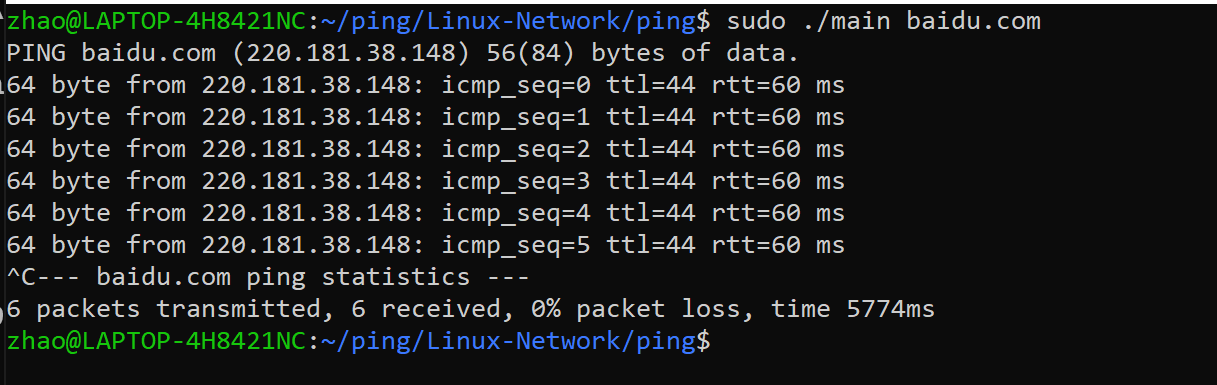 zhao@LAPTOP-4H8421NC:~/ping/Linux-Network/ping$ sudo ./main baidu.com
PING baidu.com (220.181.38.148) 56(84) bytes of data.
64 byte from 220.181.38.148: icmp_seq=0 ttl=44 rtt=60 ms
64 byte from 220.181.38.148: icmp_seq=1 ttl=44 rtt=60 ms
64 byte from 220.181.38.148: icmp_seq=2 ttl=44 rtt=60 ms
64 byte from 220.181.38.148: icmp_seq=3 ttl=44 rtt=60 ms
64 byte from 220.181.38.148: icmp_seq=4 ttl=44 rtt=60 ms
64 byte from 220.181.38.148: icmp_seq=5 ttl=44 rtt=60 ms
^C--- baidu.com ping statistics ---
6 packets transmitted, 6 received, 0% packet loss, time 5774ms
zhao@LAPTOP-4H8421NC:~/ping/Linux-Network/ping$